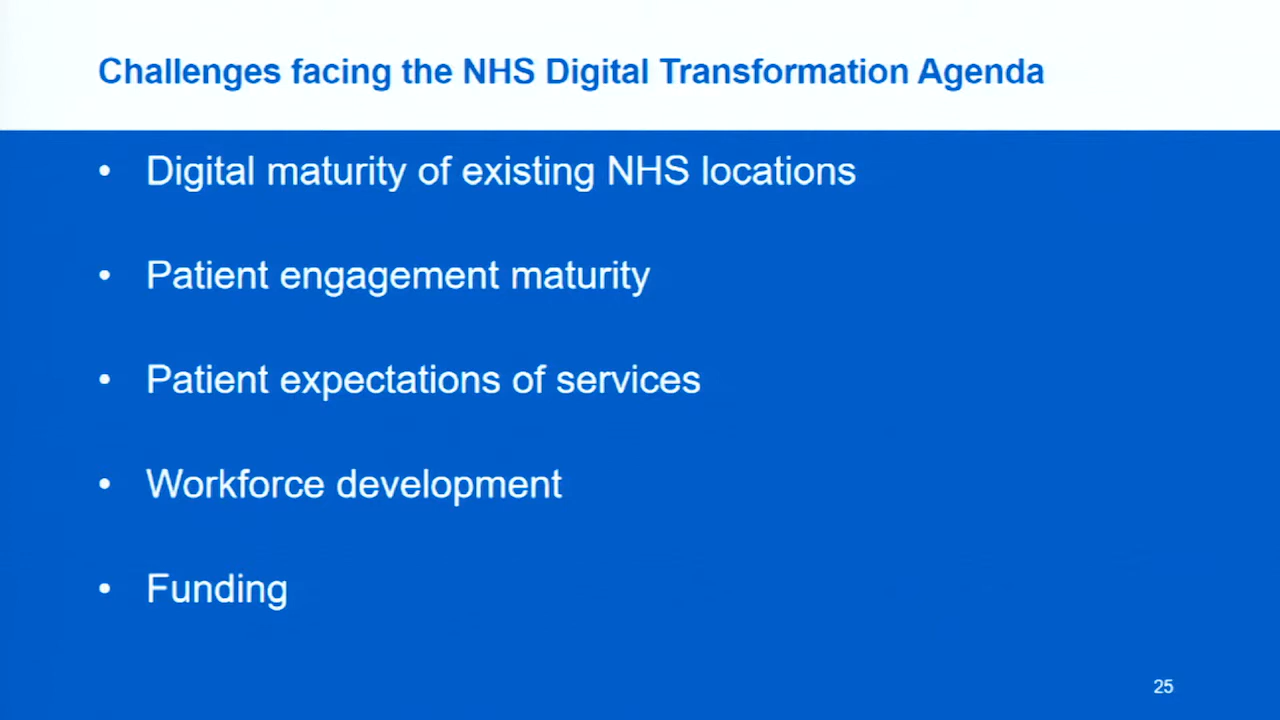 Challenges facing the NHS Digital Transformation Agenda
• Digital maturity of existing NHS locations
• Patient engagement maturity
• Patient expectations of services
• Workforce development
• Funding
25